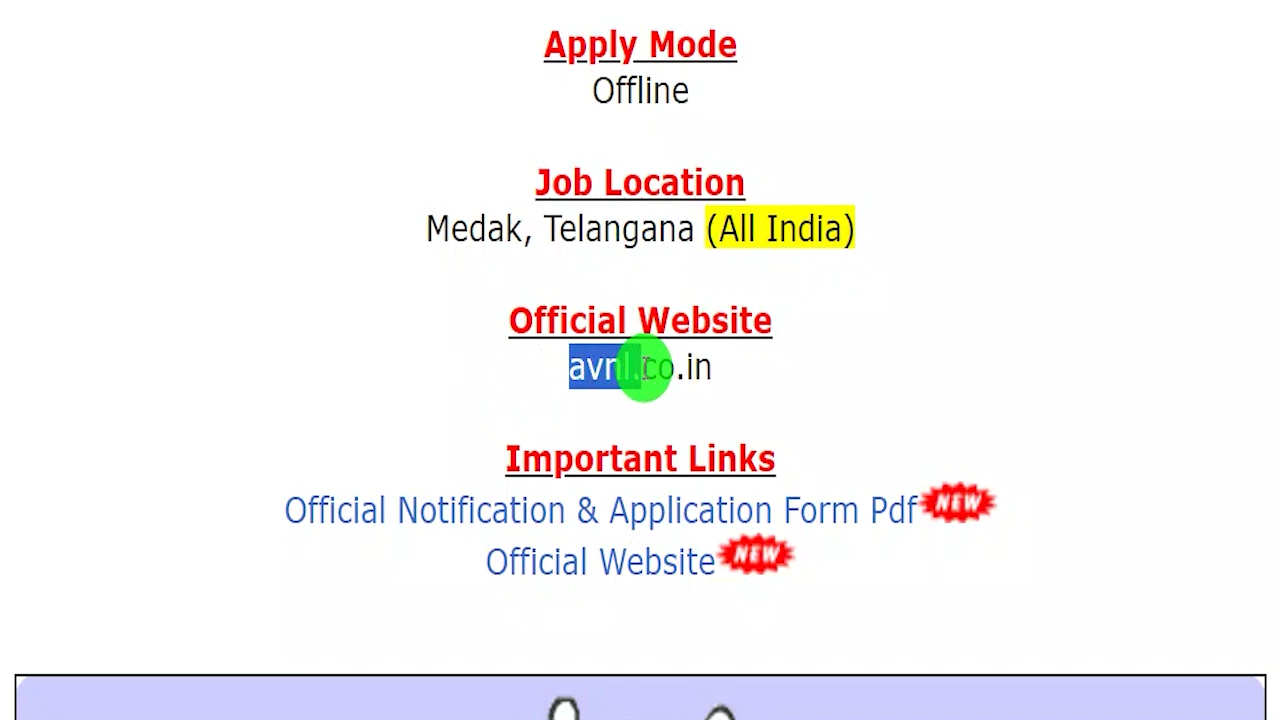 Apply Mode
Offline
Job Location
Medak, Telangana (All India)
Official Website
avnl.co.in
Important Links
Official Notification & Application Form Pdf NEW
Official Website NEW